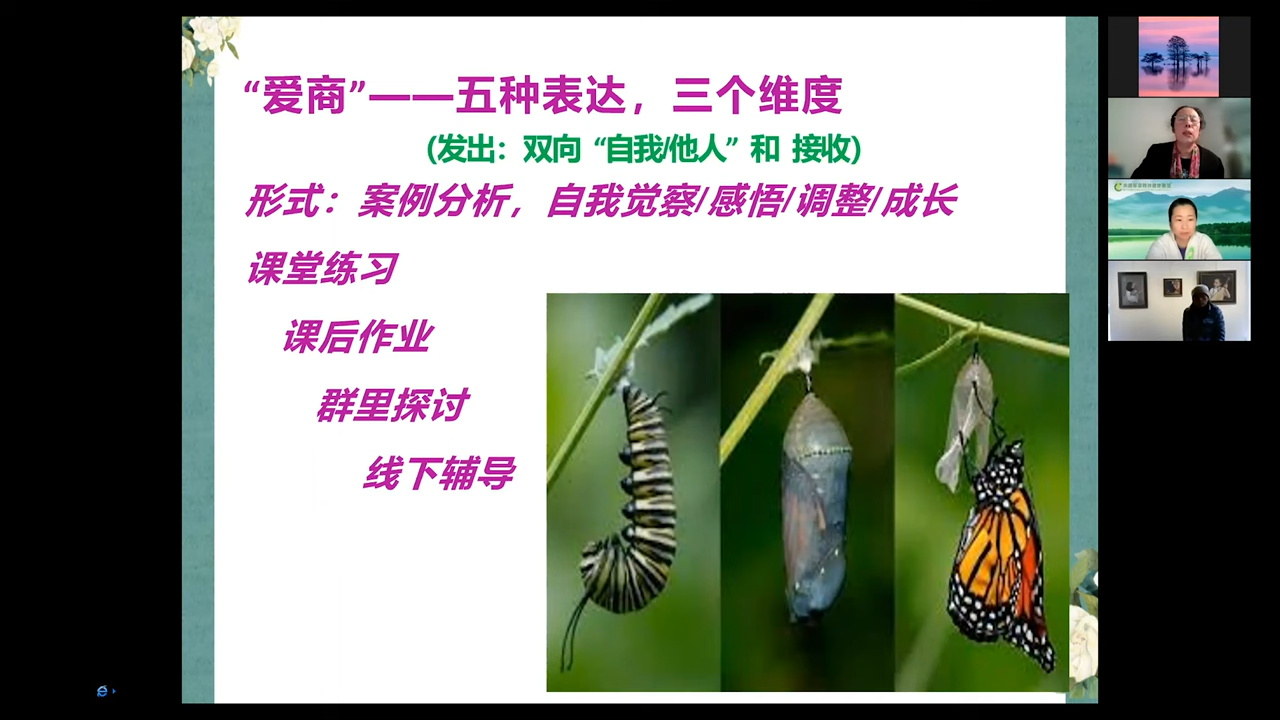 “爱商”——五种表达，三个维度
（发出：双向“自我/他人”和 接收）
形式：案例分析，自我觉察/感悟/调整/成长
课堂练习
课后作业
群里探讨
线下辅导